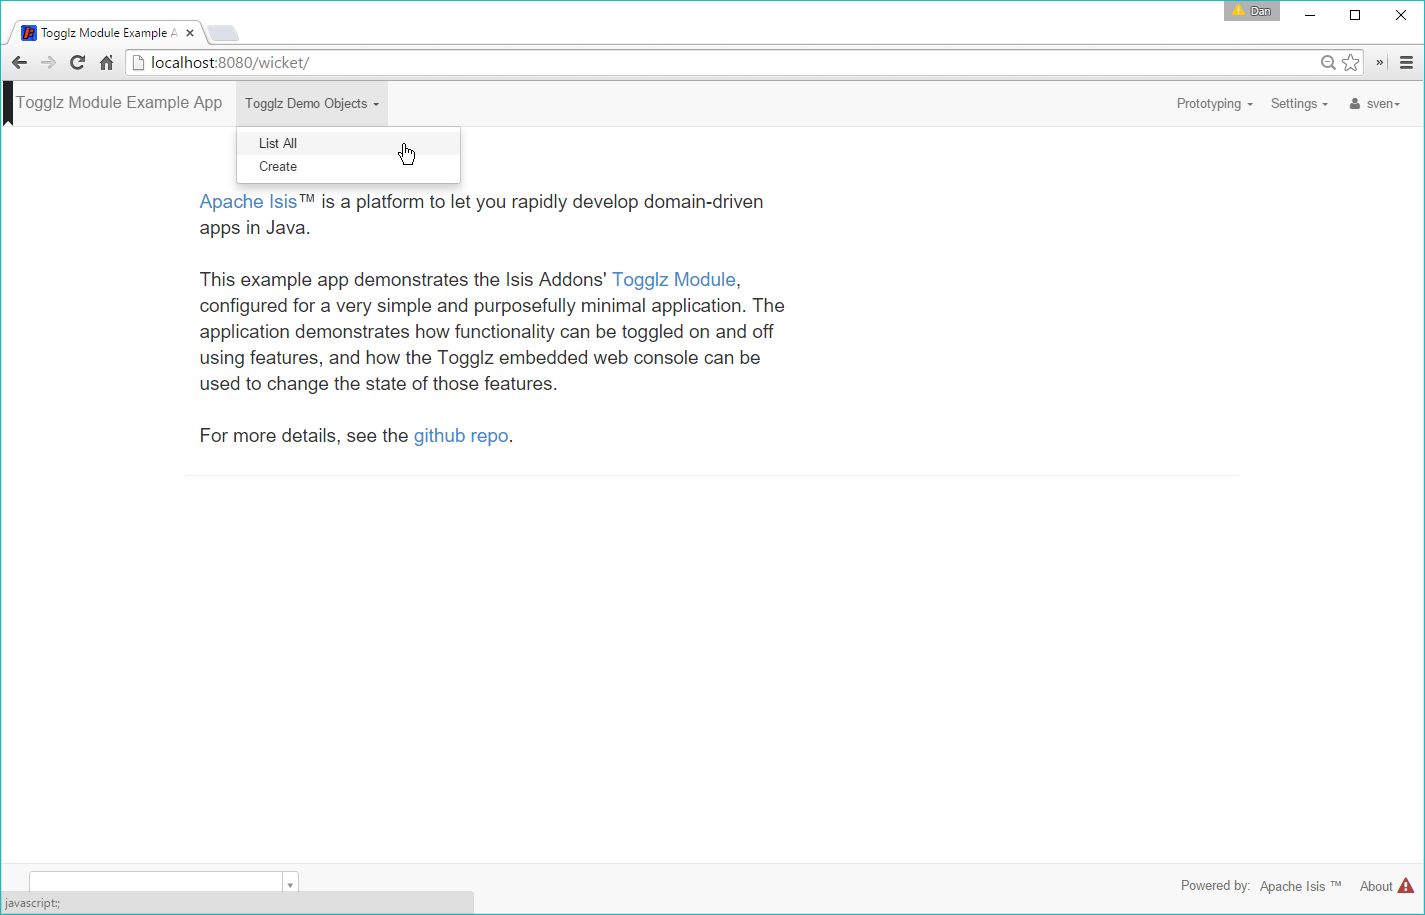 Dan
Togglz Module Example A
localhost:8080/wicket/
»
Togglz Module Example App
Togglz Demo Objects
Prototyping
Settings
sven
List All
Create
Apache Isis™ is a platform to let you rapidly develop domain-driven
apps in Java.
This example app demonstrates the Isis Addons' Togglz Module,
configured for a very simple and purposefully minimal application. The
application demonstrates how functionality can be toggled on and off
using features, and how the Togglz embedded web console can be
used to change the state of those features.
For more details, see the github repo.
Powered by: Apache Isis ™ About
javascript:;